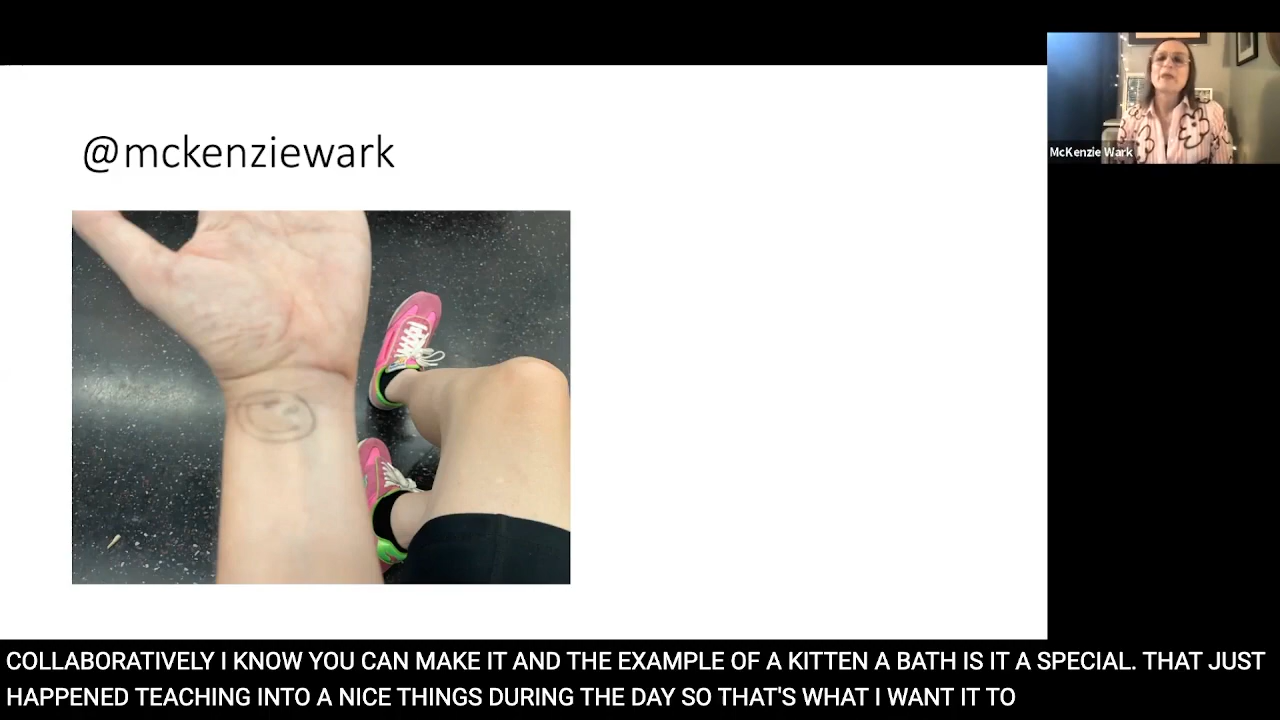 @mckenziewark
McKenzie Wark
COLLABORATIVELY I KNOW YOU CAN MAKE IT AND THE EXAMPLE OF A KITTEN A BATH IS IT A SPECIAL. THAT JUST
HAPPENED TEACHING INTO A NICE THINGS DURING THE DAY SO THAT'S WHAT I WANT IT TO